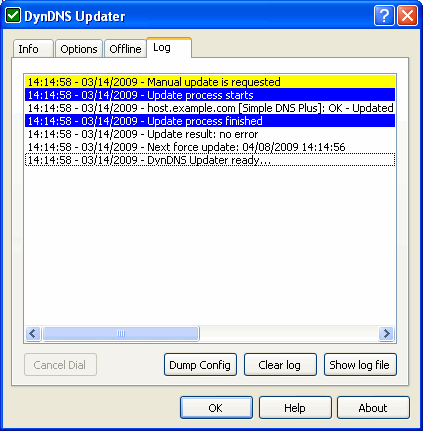 DynDNS Updater
Info Options Offline Log
14:14:58 - 03/14/2009 - Manual update is requested
14:14:58 - 03/14/2009 - Update process starts
14:14:58 - 03/14/2009 - host.example.com [Simple DNS Plus]: OK - Updated
14:14:58 - 03/14/2009 - Update process finished
14:14:58 - 03/14/2009 - Update result: no error
14:14:58 - 03/14/2009 - Next force update: 04/08/2009 14:14:56
14:14:58 - 03/14/2009 - DynDNS Updater ready...
Cancel Dial Dump Config Clear log Show log file
OK Help About